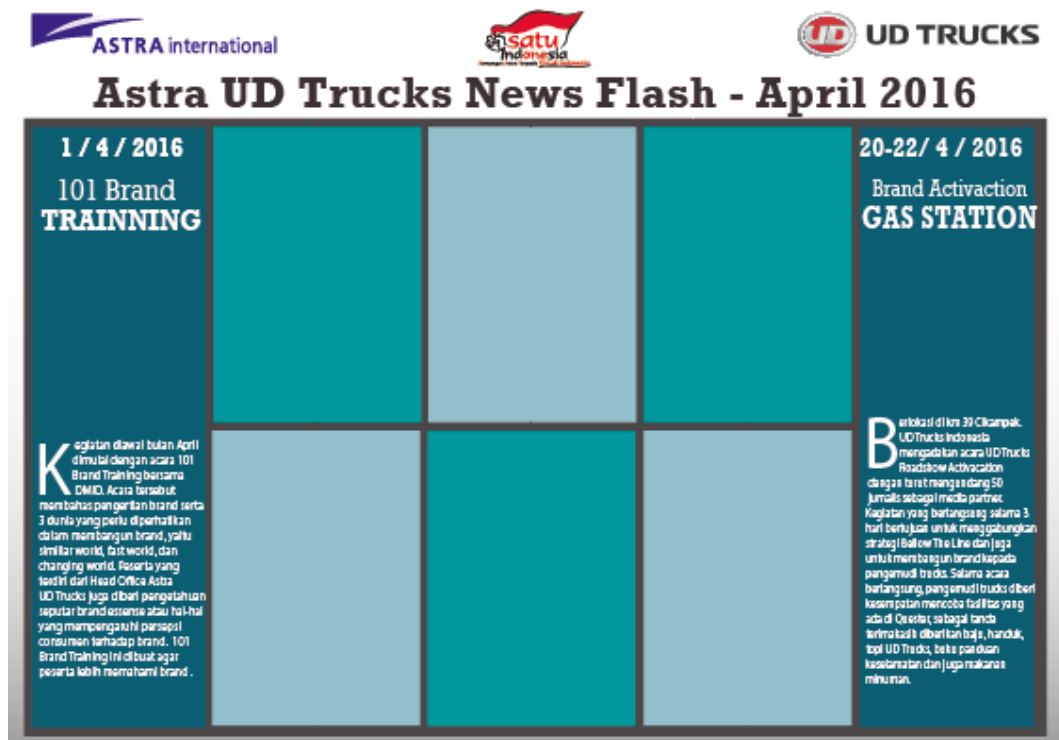 ASTRA international
satu
Indonesia
UD UD TRUCKS
Astra UD Trucks News Flash - April 2016
1 / 4 / 2016
101 Brand
TRAINNING
Kegiatan diawal bulan April
dimulai dengan acara 101
Brand Training bersama
DMID. Acara tersebut
membahas pengertian brand serta
3 dunia yang perlu diperhatikan
dalam membangun brand, yaitu
similiar world, fast world, dan
changing world. Peserta yang
terdiri dari Head Office Astra
UD Trucks juga diberi pengetahuan
seputar brand essense atau hal-hal
yang mempengaruhi persepsi
consumen terhadap brand. 101
Brand Training ini dibuat agar
peserta lebih memahami brand .
20-22/ 4 / 2016
Brand Activaction
GAS STATION
Berlokasi di km 39 Cikampek.
UD Trucks Indonesia
mengadakan acara UD Trucks
Roadshow Activacation
dangan turut mengundang 50
jurnalis sebagai media partner.
Kegiatan yang berlangsung selama 3
hari bertujuan untuk menggabungkan
strategi Bellow The Line dan juga
untuk membangun brand kepada
pengemudi trucks. Selama acara
berlangsung, pengemudi trucks diberi
kesempatan mencoba fasilitas yang
ada di Quester, sebagai tanda
terimakasih diberikan baju, handuk,
topi UD Trucks, buku panduan
keselamatan dan juga makanan
minuman.